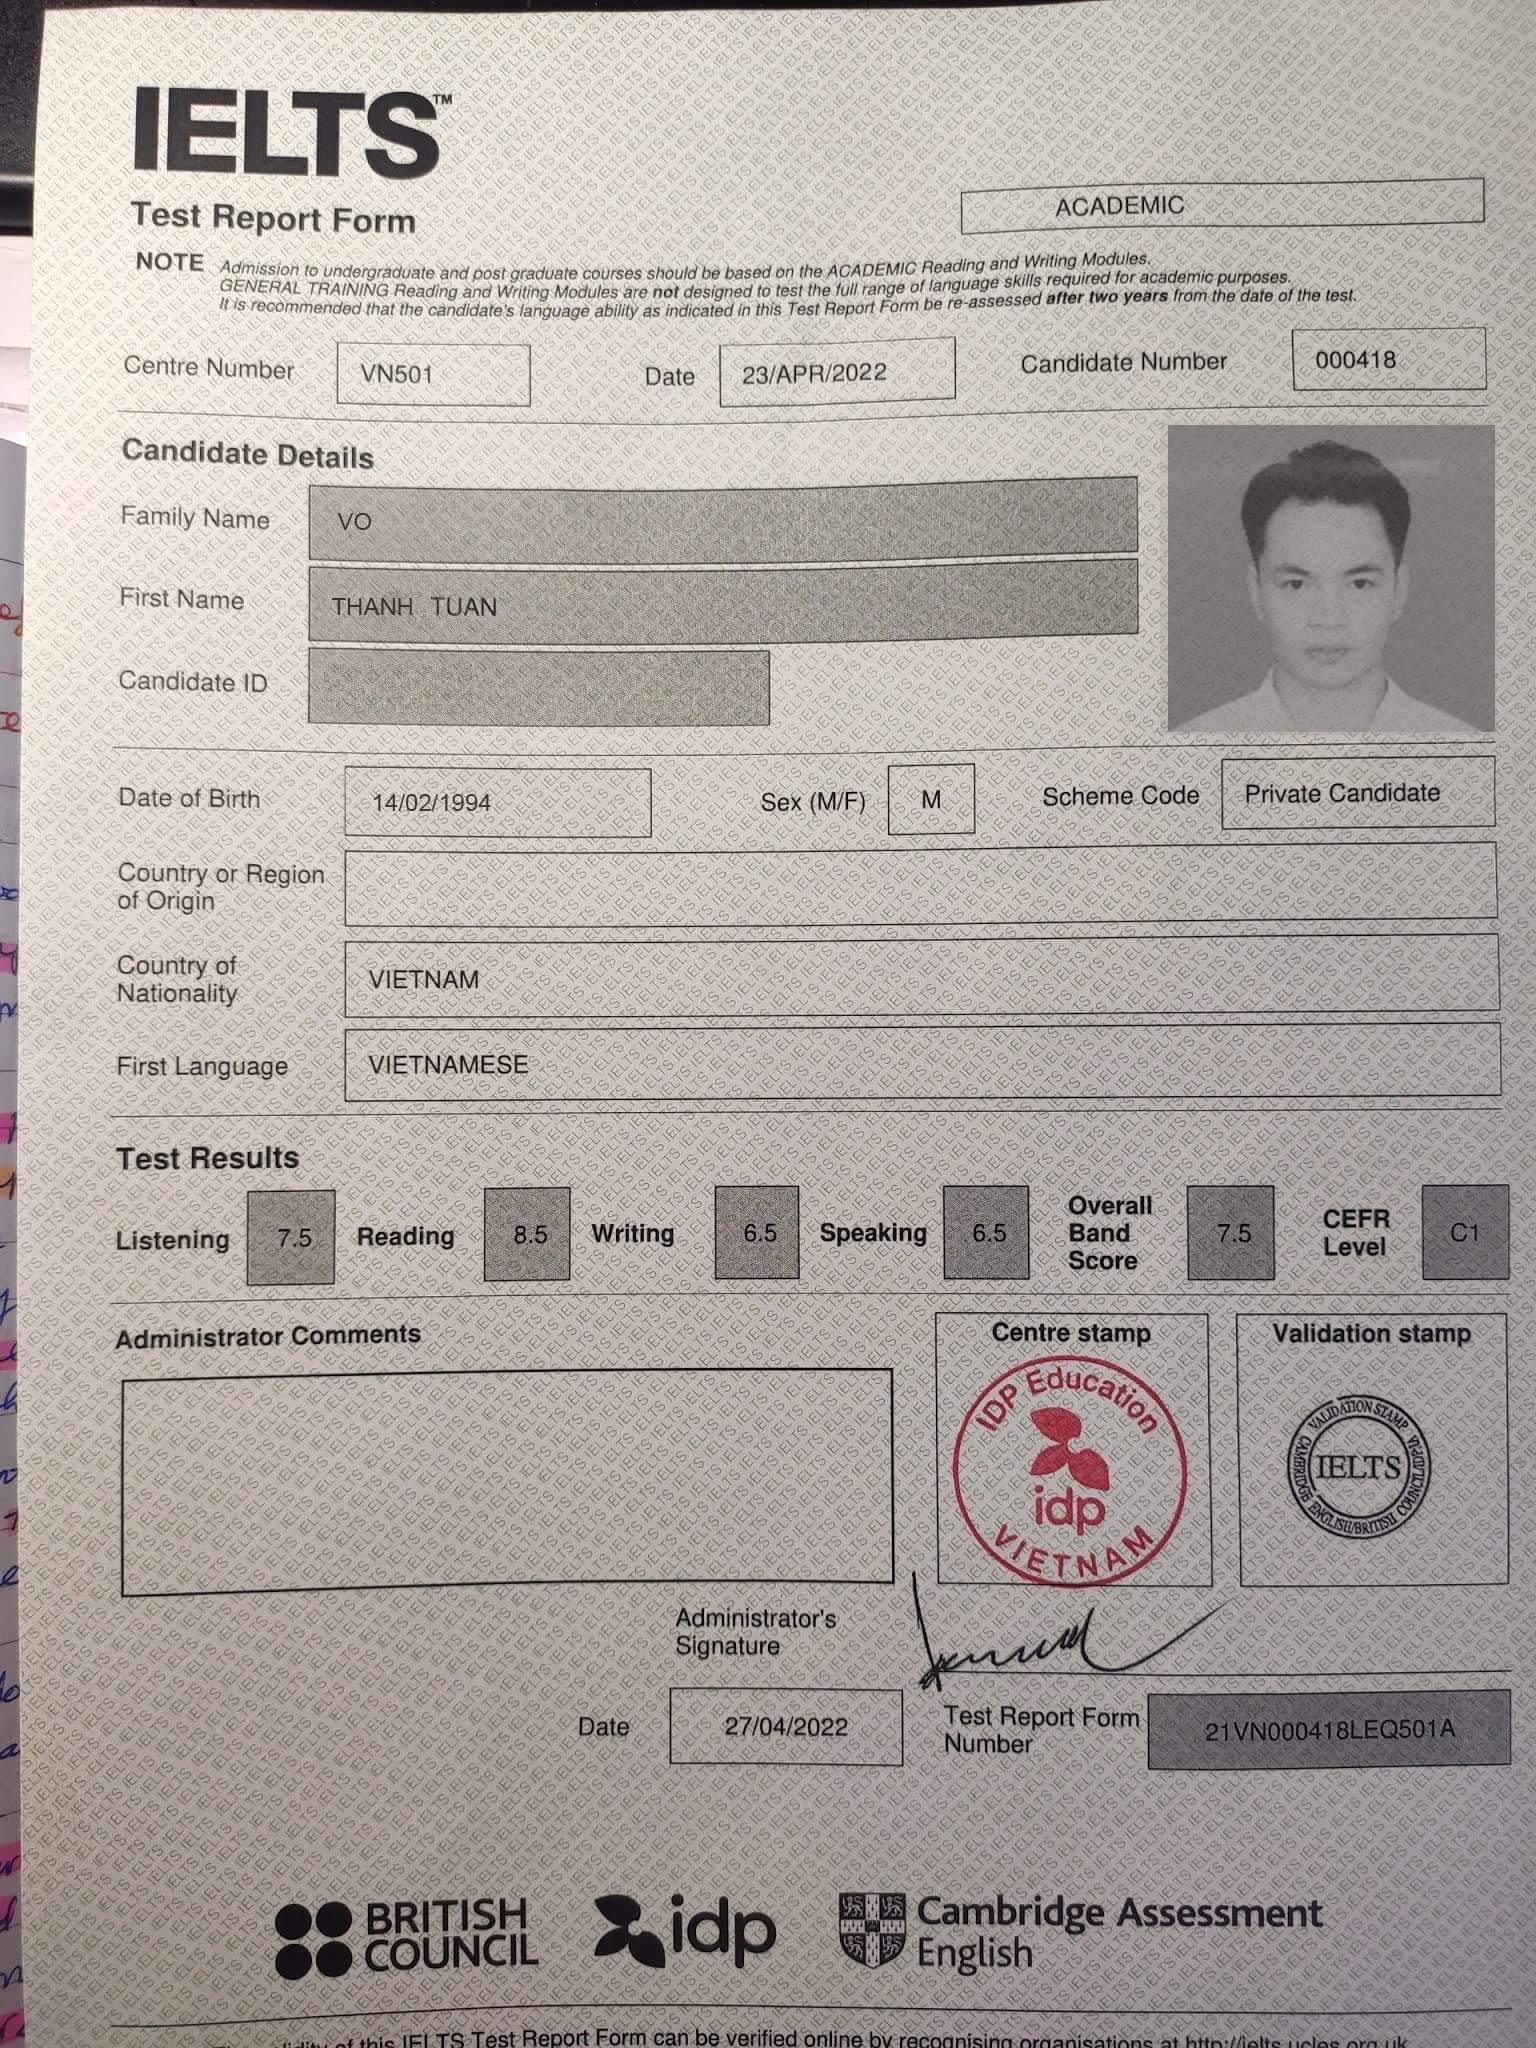 IELTS™
Test Report Form
ACADEMIC
NOTE Admission to undergraduate and post graduate courses should be based on the ACADEMIC Reading and Writing Modules.
GENERAL TRAINING Reading and Writing Modules are not designed to test the full range of language skills required for academic purposes.
It is recommended that the candidate's language ability as indicated in this Test Report Form be re-assessed after two years from the date of the test.
Centre Number VN501 Date 23/APR/2022 Candidate Number 000418
Candidate Details
Family Name VO
First Name THANH TUAN
Candidate ID
Date of Birth 14/02/1994 Sex (M/F) M Scheme Code Private Candidate
Country or Region
of Origin
Country of
Nationality VIETNAM
First Language VIETNAMESE
Test Results
Listening 7.5 Reading 8.5 Writing 6.5 Speaking 6.5 Overall Band Score 7.5 CEFR Level C1
Administrator Comments
Centre stamp
IDP Education
idp
VIETNAM
Validation stamp
VALIDATION STAMP
IELTS
CAMBRIDGE ENGLISH/BRITISH COUNCIL/IDP:IA
Administrator's
Signature
Date 27/04/2022
Test Report Form
Number 21VN000418LEQ501A
BRITISH
COUNCIL
idp
Cambridge Assessment
English
of this IELTS Test Report Form can be verified online by recognising organisations at http://ielts.ucles.org.uk